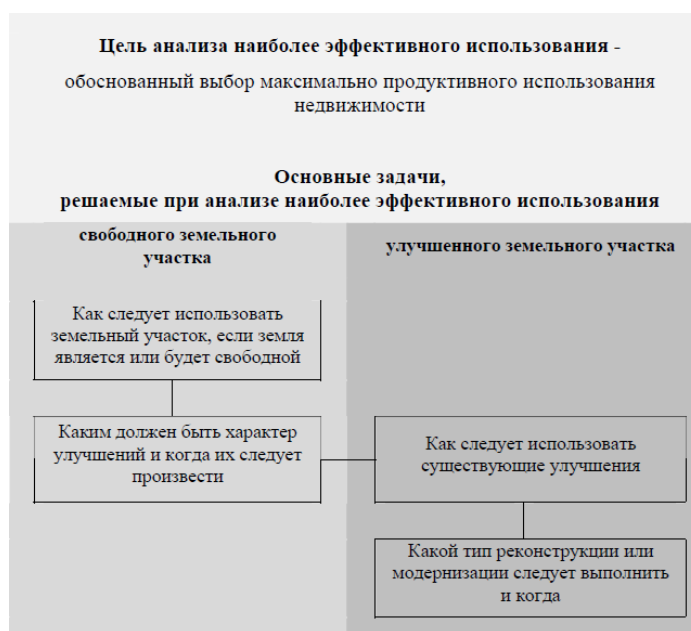 Цель анализа наиболее эффективного использования -
обоснованный выбор максимально продуктивного использования
недвижимости
Основные задачи,
решаемые при анализе наиболее эффективного использования
свободного земельного
участка
улучшенного земельного участка
Как следует использовать
земельный участок, если земля
является или будет свободной
Каким должен быть характер
улучшений и когда их следует
произвести
Как следует использовать
существующие улучшения
Какой тип реконструкции или
модернизации следует выполнить
и когда